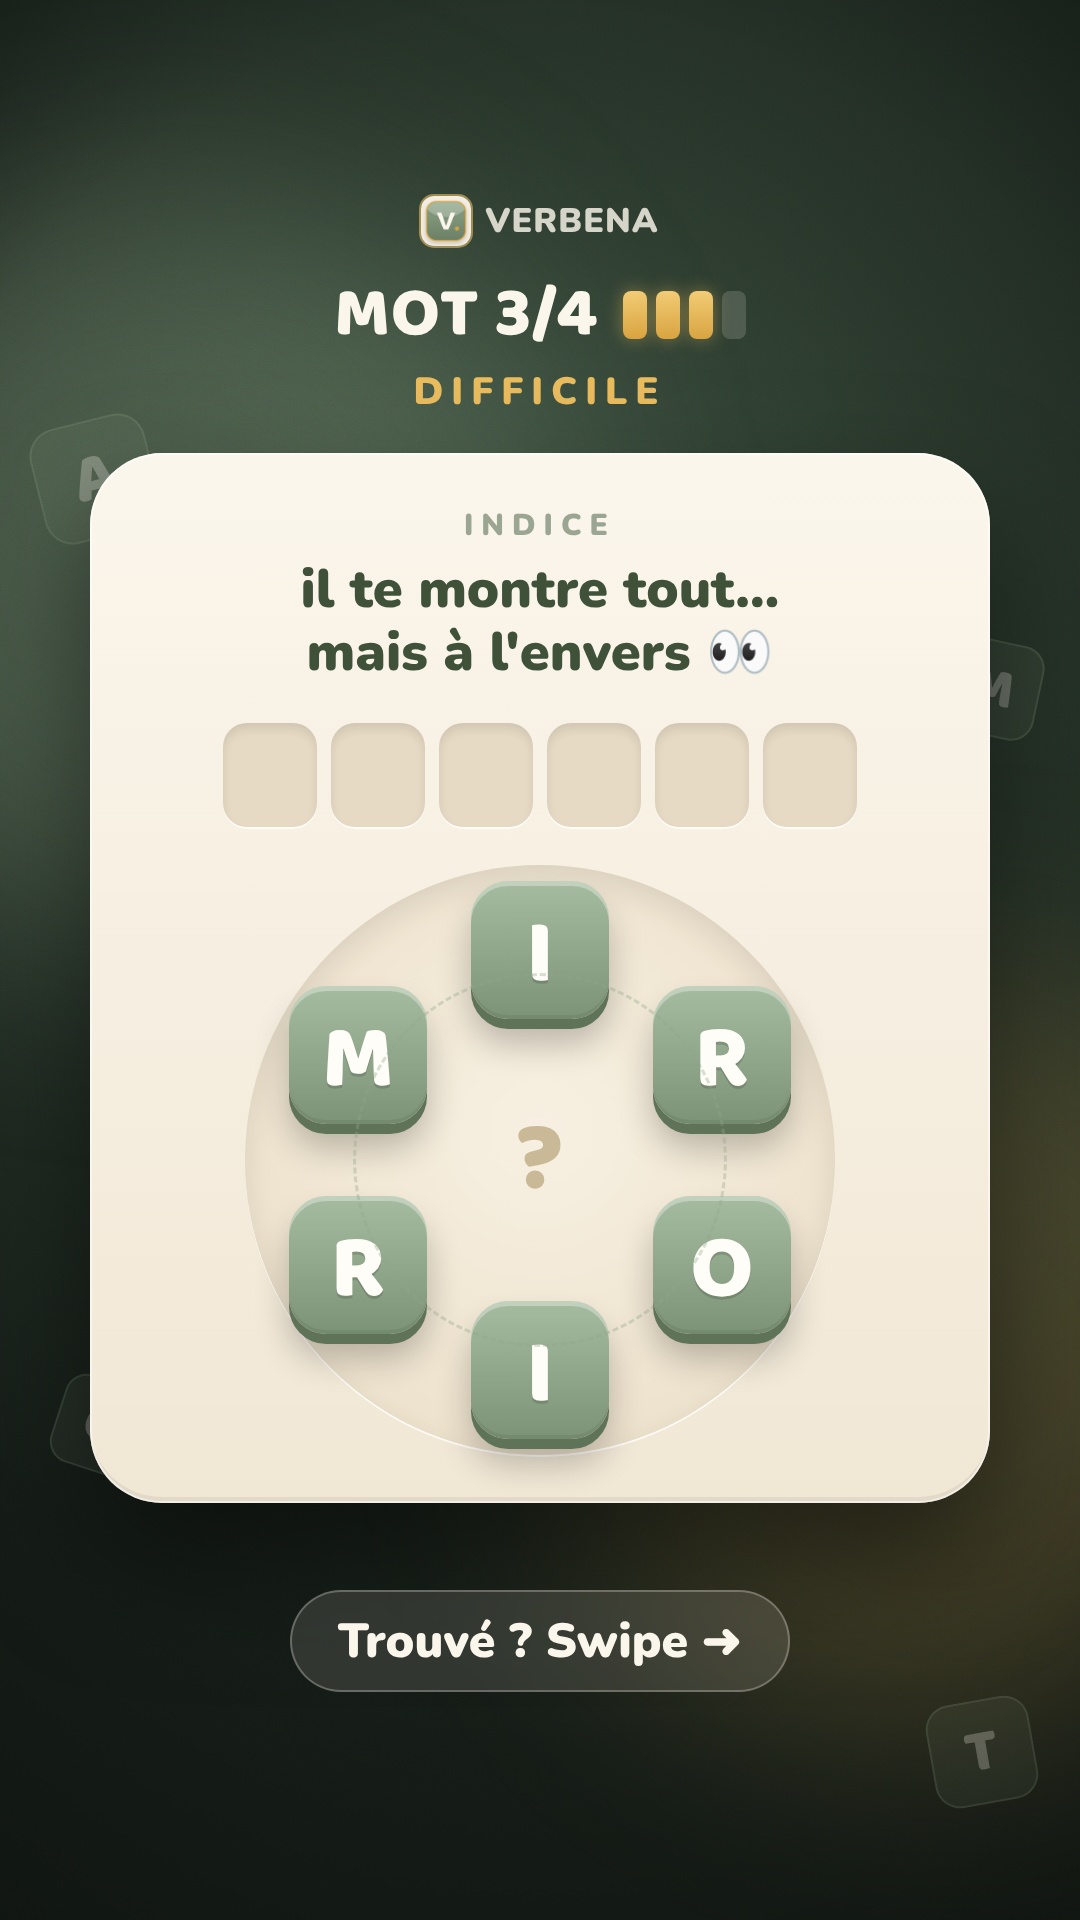 V.
VERBENA
MOT 3/4
DIFFICILE
A
INDICE
il te montre tout...
mais à l'envers 👀
M
I
M
R
?
R
O
I
Trouvé ? Swipe ➜
T